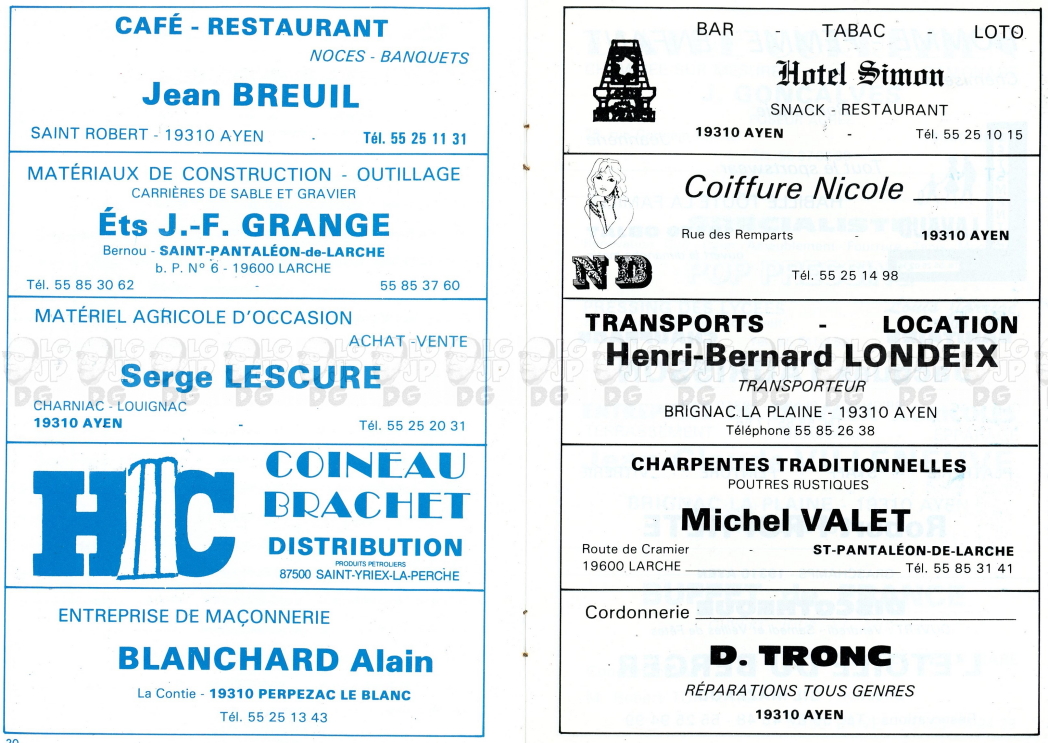 CAFÉ - RESTAURANT
NOCES - BANQUETS
Jean BREUIL
SAINT ROBERT - 19310 AYEN - Tél. 55 25 11 31
MATÉRIAUX DE CONSTRUCTION - OUTILLAGE
CARRIÈRES DE SABLE ET GRAVIER
Éts J.-F. GRANGE
Bernou - SAINT-PANTALÉON-de-LARCHE
b. P. N° 6 - 19600 LARCHE
Tél. 55 85 30 62 - 55 85 37 60
MATÉRIEL AGRICOLE D'OCCASION
ACHAT -VENTE
Serge LESCURE
CHARNIAC - LOUIGNAC
19310 AYEN - Tél. 55 25 20 31
HC
COINEAU
BRACHET
DISTRIBUTION
PRODUITS PETROLIERS
87500 SAINT-YRIEX-LA-PERCHE
ENTREPRISE DE MAÇONNERIE
BLANCHARD Alain
La Contie - 19310 PERPEZAC LE BLANC
Tél. 55 25 13 43
20
BAR - TABAC - LOTO
Hotel Simon
SNACK - RESTAURANT
19310 AYEN - Tél. 55 25 10 15
Coiffure Nicole
Rue des Remparts - 19310 AYEN
ND
Tél. 55 25 14 98
TRANSPORTS - LOCATION
Henri-Bernard LONDEIX
TRANSPORTEUR
BRIGNAC LA PLAINE - 19310 AYEN
Téléphone 55 85 26 38
CHARPENTES TRADITIONNELLES
POUTRES RUSTIQUES
Michel VALET
Route de Cramier - ST-PANTALÉON-DE-LARCHE
19600 LARCHE Tél. 55 85 31 41
Cordonnerie
D. TRONC
RÉPARATIONS TOUS GENRES
19310 AYEN